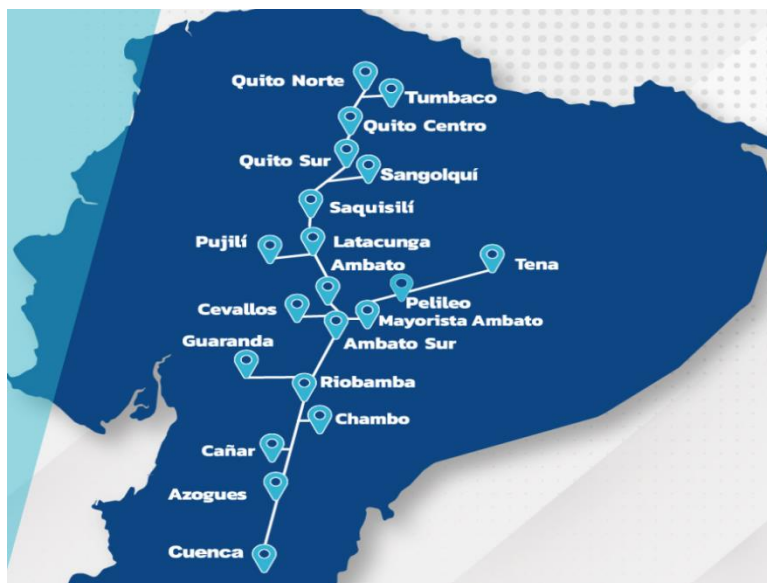 Quito Norte
Tumbaco
Quito Centro
Quito Sur
Sangolquí
Saquisilí
Pujilí
Latacunga
Ambato
Tena
Pelileo
Cevallos
Mayorista Ambato
Guaranda
Ambato Sur
Riobamba
Chambo
Cañar
Azogues
Cuenca